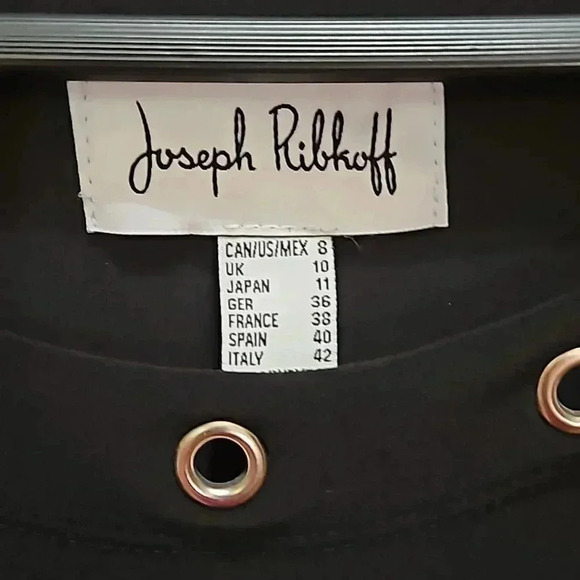 Joseph Ribkoff
CAN/US/MEX 8
UK 10
JAPAN 11
GER 36
FRANCE 38
SPAIN 40
ITALY 42